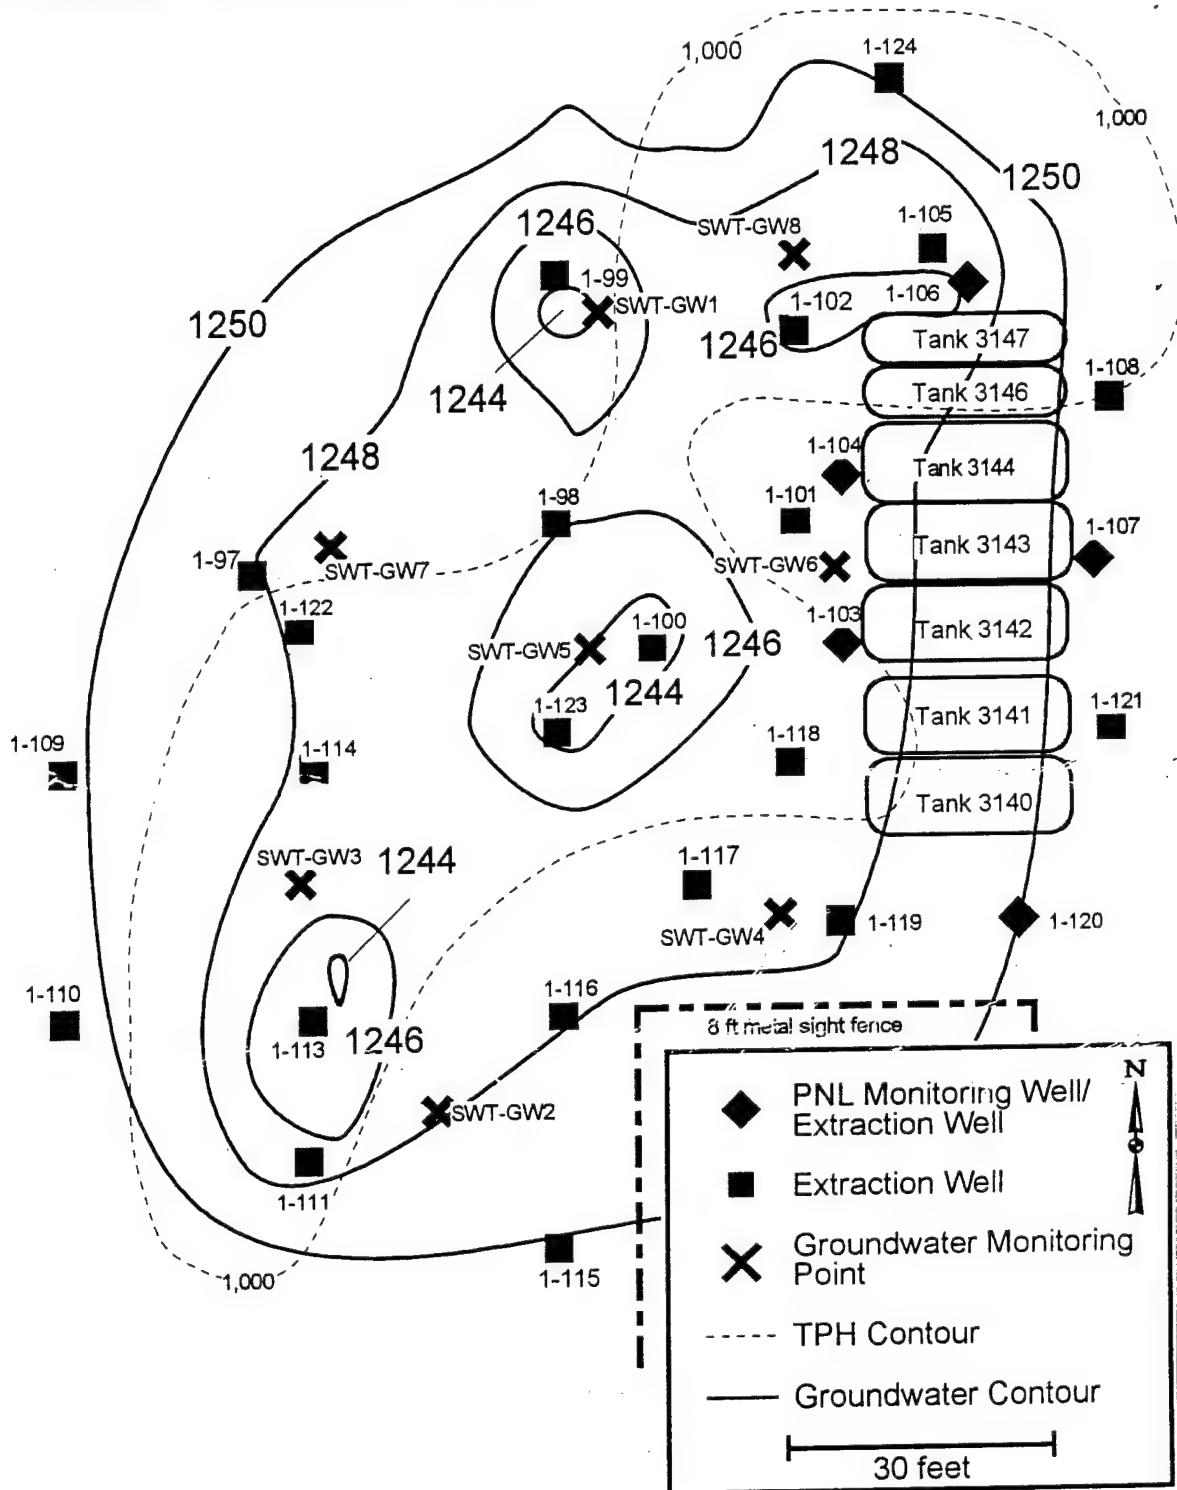 1-124
1,000
1,000
1248
1250
1-105
SWT-GW8
1246
1-99
1-106
1-102
SWT-GW1
1250
1246
Tank 3147
1-108
Tank 3146
1244
1248
1-104
Tank 3144
1-98
1-101
1-107
1-97
Tank 3143
SWT-GW7
SWT-GW6
1-122
1-103
1-100
Tank 3142
SWT-GW5
1246
1244
1-123
1-121
Tank 3141
1-109
1-114
1-118
Tank 3140
SWT-GW3
1244
1-117
SWT-GW4
1-119
1-120
1-110
1-116
8 ft metal sight fence
1-113
1246
SWT-GW2
1-111
1-115
1,000
N
PNL Monitoring Well/
Extraction Well
Extraction Well
Groundwater Monitoring
Point
TPH Contour
Groundwater Contour
30 feet